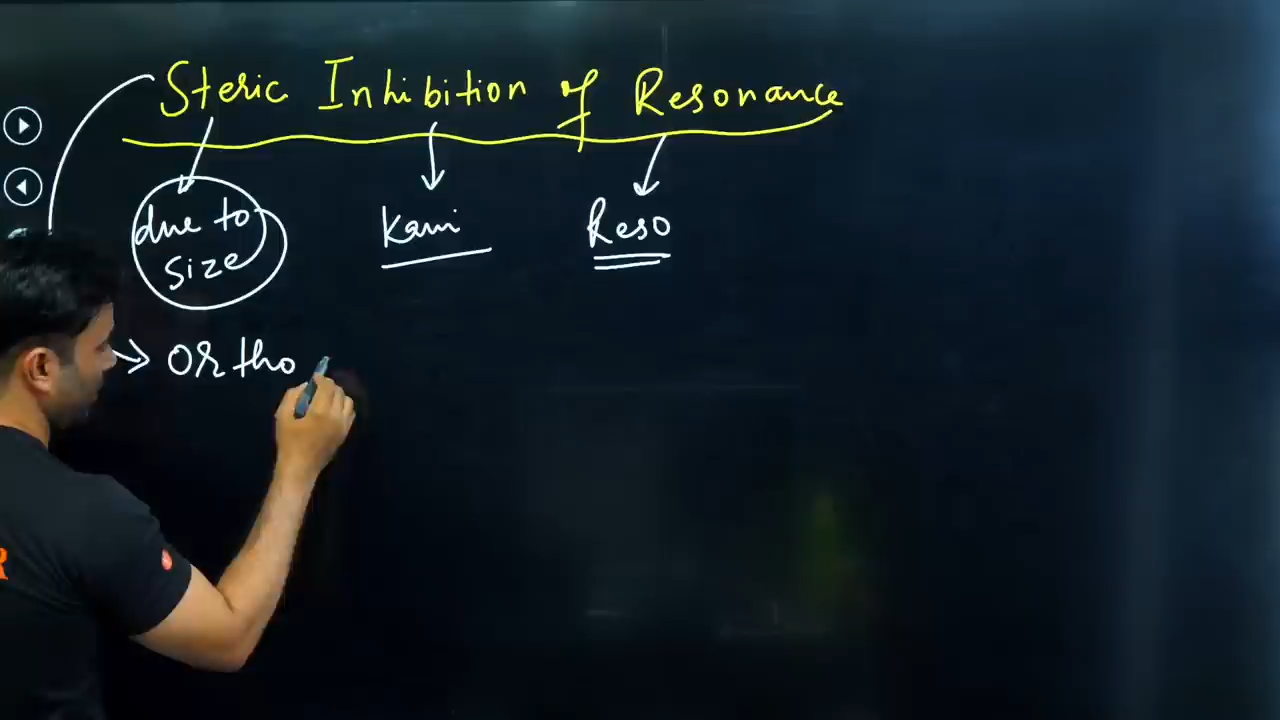 Steric Inhibition of Resonance
due to Kami Reso
size
→ ortho